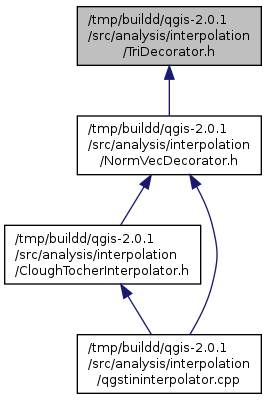 /tmp/buildd/qgis-2.0.1
/src/analysis/interpolation
/TriDecorator.h
/tmp/buildd/qgis-2.0.1
/src/analysis/interpolation
/NormVecDecorator.h
/tmp/buildd/qgis-2.0.1
/src/analysis/interpolation
/CloughTocherInterpolator.h
/tmp/buildd/qgis-2.0.1
/src/analysis/interpolation
/qgstininterpolator.cpp